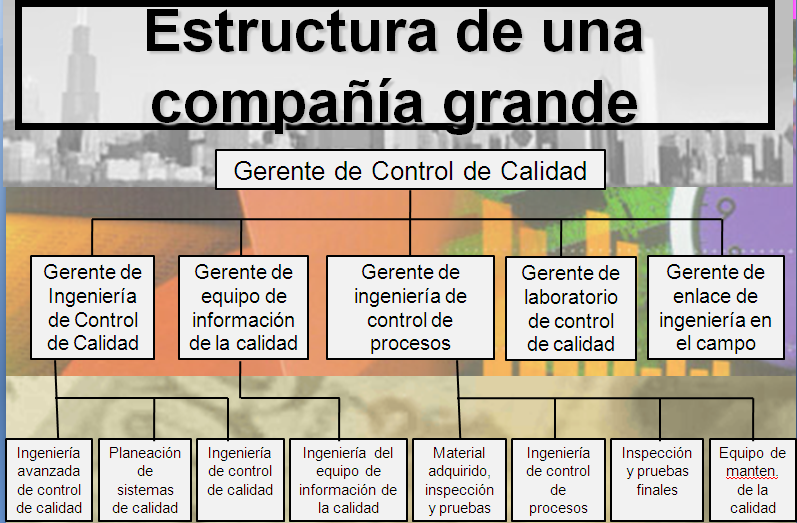 Estructura de una
compañía grande
Gerente de Control de Calidad
Gerente de
Ingeniería
de Control
de Calidad
Gerente de
equipo de
información
de la calidad
Gerente de
ingeniería de
control de
procesos
Gerente de
laboratorio
de control
de calidad
Gerente de
enlace de
ingeniería en
el campo
Ingeniería
avanzada
de control
de calidad
Planeación
de
sistemas
de calidad
Ingeniería
de control
de calidad
Ingeniería del
equipo de
información de
la calidad
Material
adquirido,
inspección
y pruebas
Ingeniería
de control
de
procesos
Inspección
y pruebas
finales
Equipo de
manten.
de la
calidad